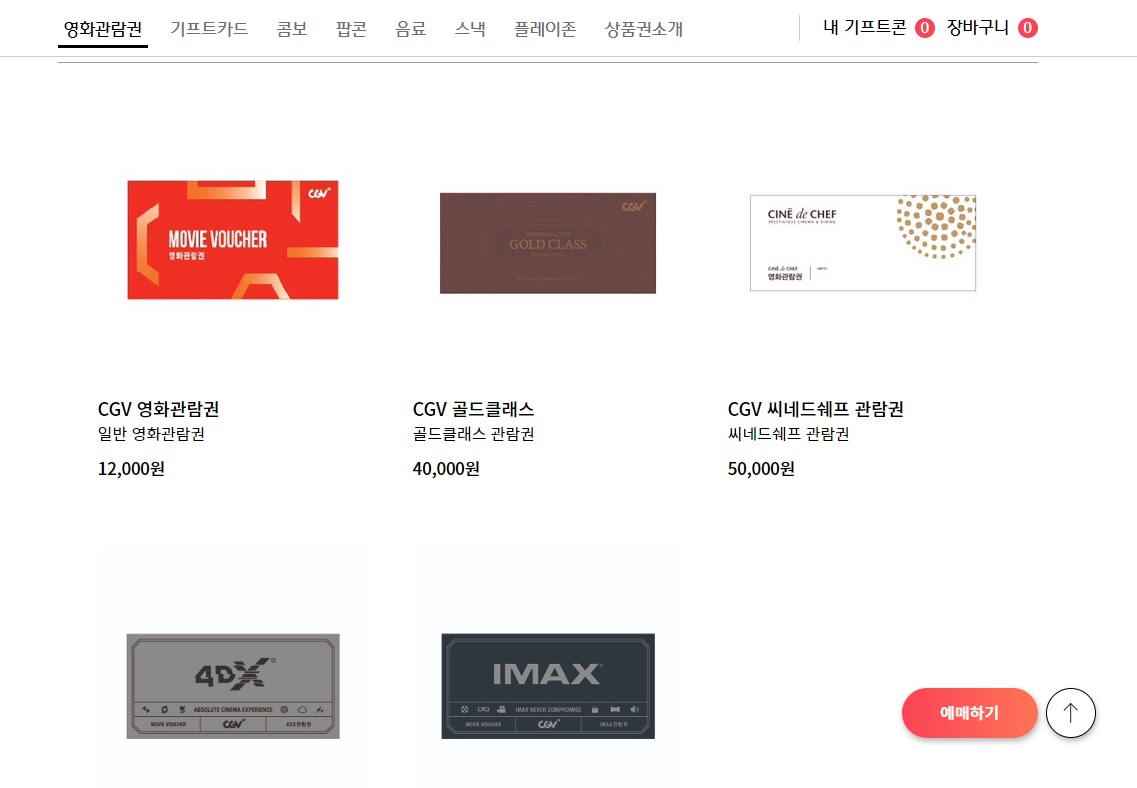 영화관람권 기프트카드 콤보 팝콘 음료 스낵 플레이존 상품권소개 내 기프트콘 0 장바구니 0
CGV
MOVIE VOUCHER
영화관람권
CGV
GOLD CLASS
CINÉ de CHEF
PRESTIGIOUS CINEMA & DINING
CINÉ de CHEF
영화관람권
CGV 영화관람권
일반 영화관람권
12,000원
CGV 골드클래스
골드클래스 관람권
40,000원
CGV 씨네드쉐프 관람권
씨네드쉐프 관람권
50,000원
4DX
ABSOLUTE CINEMA EXPERIENCE
MOVIE VOUCHER CGV 4DX관람권
IMAX
IMAX NEVER COMPROMISE
MOVIE VOUCHER CGV IMAX관람권
예매하기